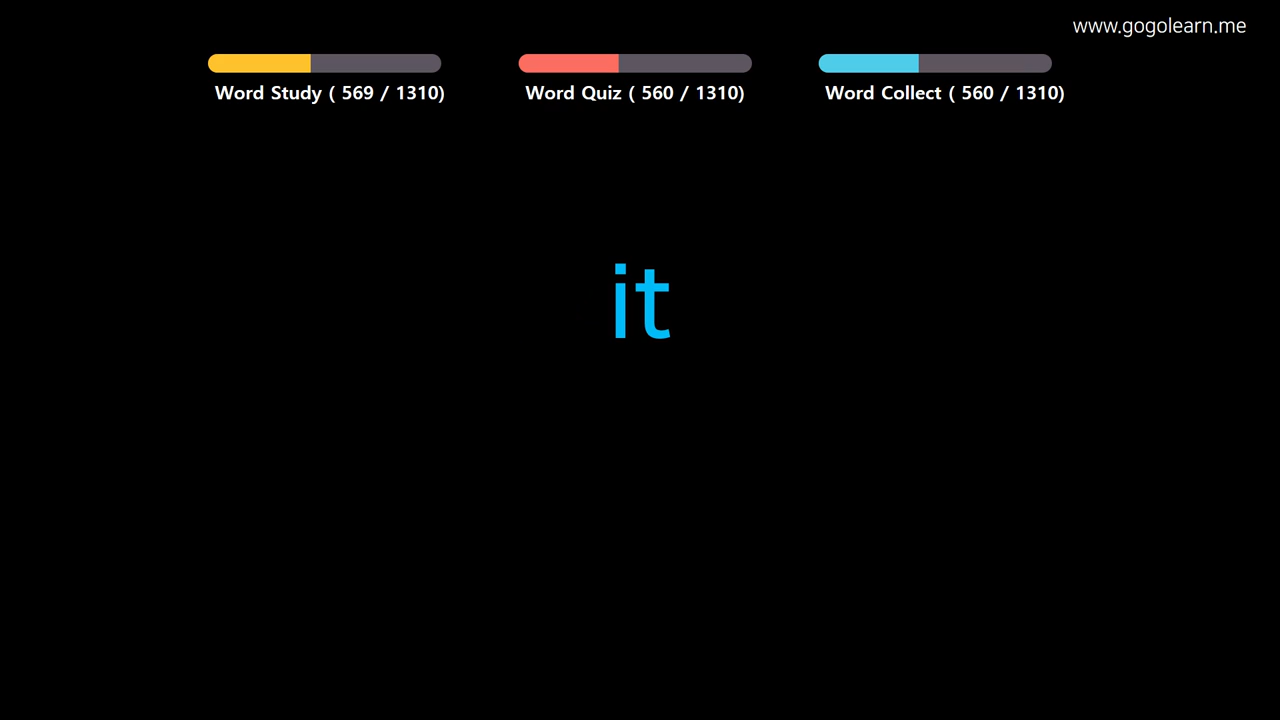 www.gogolearn.me
Word Study ( 569 / 1310)
Word Quiz ( 560 / 1310)
Word Collect ( 560 / 1310)
it